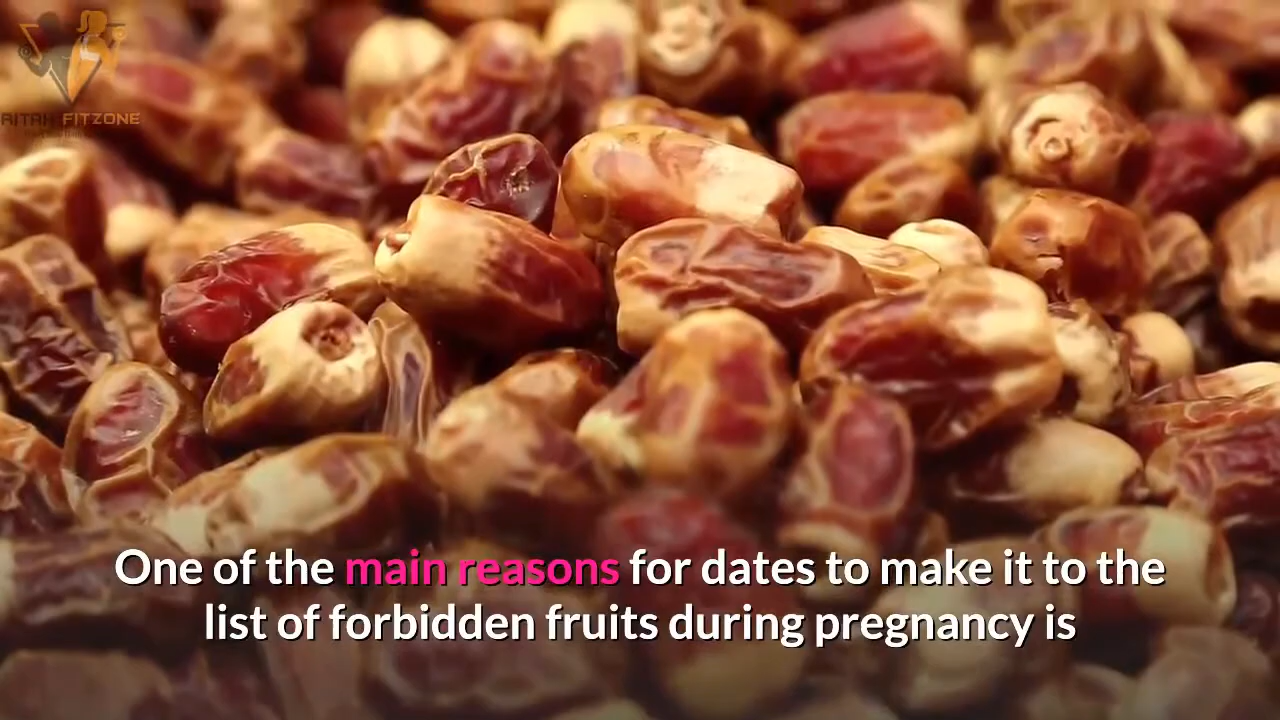 FITZONE
One of the main reasons for dates to make it to the
list of forbidden fruits during pregnancy is